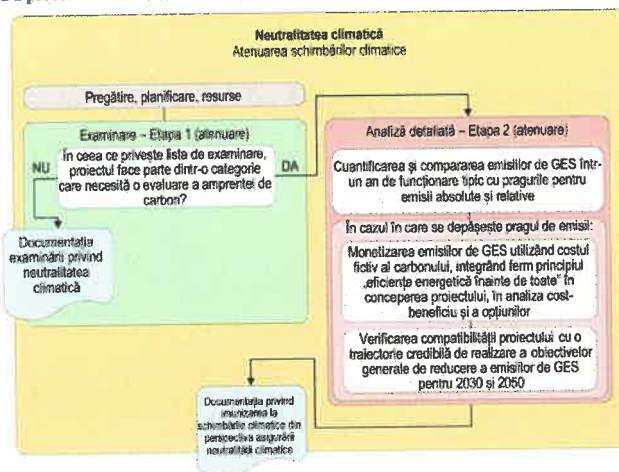 Neutralitatea climatică
Atenuarea schimbărilor climatice
Pregătire, planificare, resurse
Examinare – Etapa 1 (atenuare)
În ceea ce privește lista de examinare,
proiectul face parte dintr-o categorie
care necesită o evaluare a amprentei de
carbon?
NU
DA
Documentația
examinării privind
neutralitatea
climatică
Analiză detaliată – Etapa 2 (atenuare)
Cuantificarea și compararea emisiilor de GES într-
un an de funcționare tipic cu pragurile pentru
emisii absolute și relative
În cazul în care se depășește pragul de emisii:
Monetizarea emisiilor de GES utilizând costul
fictiv al carbonului, integrând ferm principiul
„eficiența energetică înainte de toate” în
conceperea proiectului, în analiza cost-
beneficiu și a opțiunilor
Verificarea compatibilității proiectului cu o
traiectorie credibilă de realizare a obiectivelor
generale de reducere a emisiilor de GES
pentru 2030 și 2050
Documentația privind
imunizarea la
schimbările climatice din
perspectiva asigurării
neutralității climatice